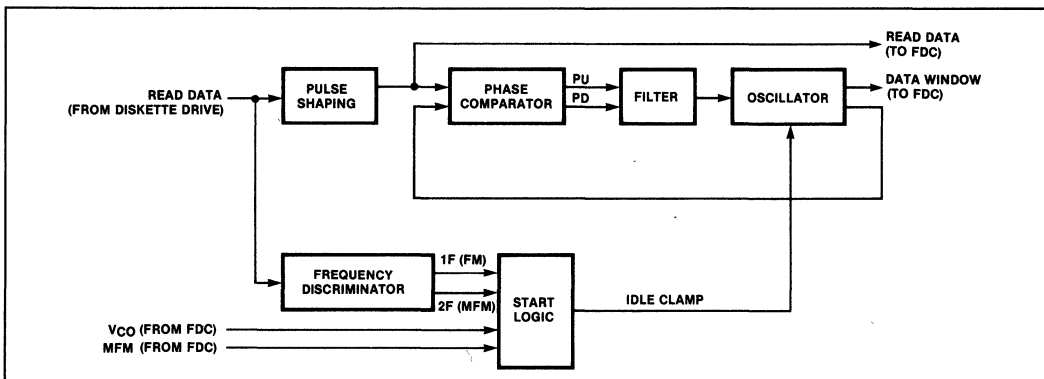 READ DATA
(TO FDC)
READ DATA
(FROM DISKETTE DRIVE)
PULSE
SHAPING
PHASE
COMPARATOR
PU
PD
FILTER
OSCILLATOR
DATA WINDOW
(TO FDC)
FREQUENCY
DISCRIMINATOR
1F (FM)
2F (MFM)
START
LOGIC
IDLE CLAMP
VCO (FROM FDC)
MFM (FROM FDC)